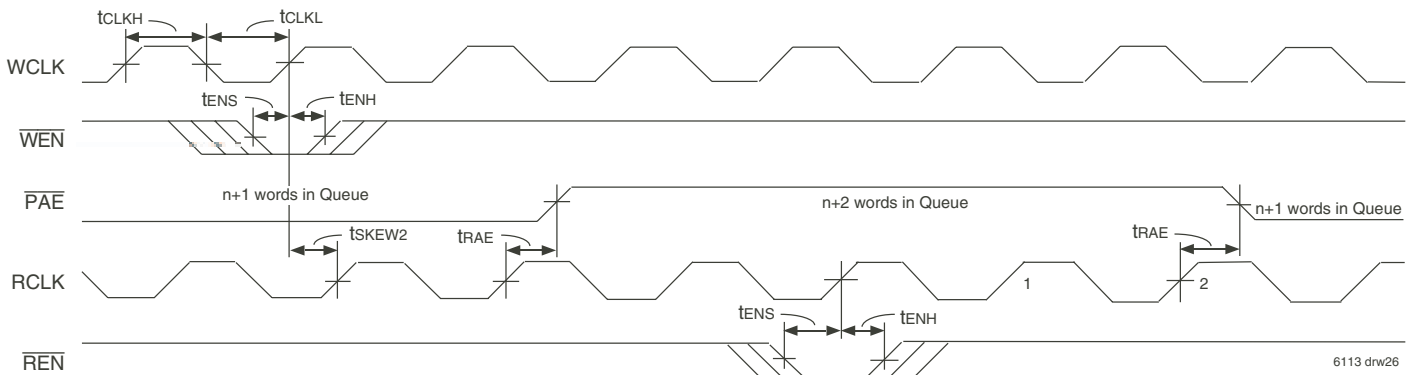 tCLKH tCLKL
WCLK
tENS tENH
WEN
n+1 words in Queue n+2 words in Queue n+1 words in Queue
PAE
tSKEW2 tRAE tRAE
RCLK 1 2
tENS tENH
REN
6113 drw26